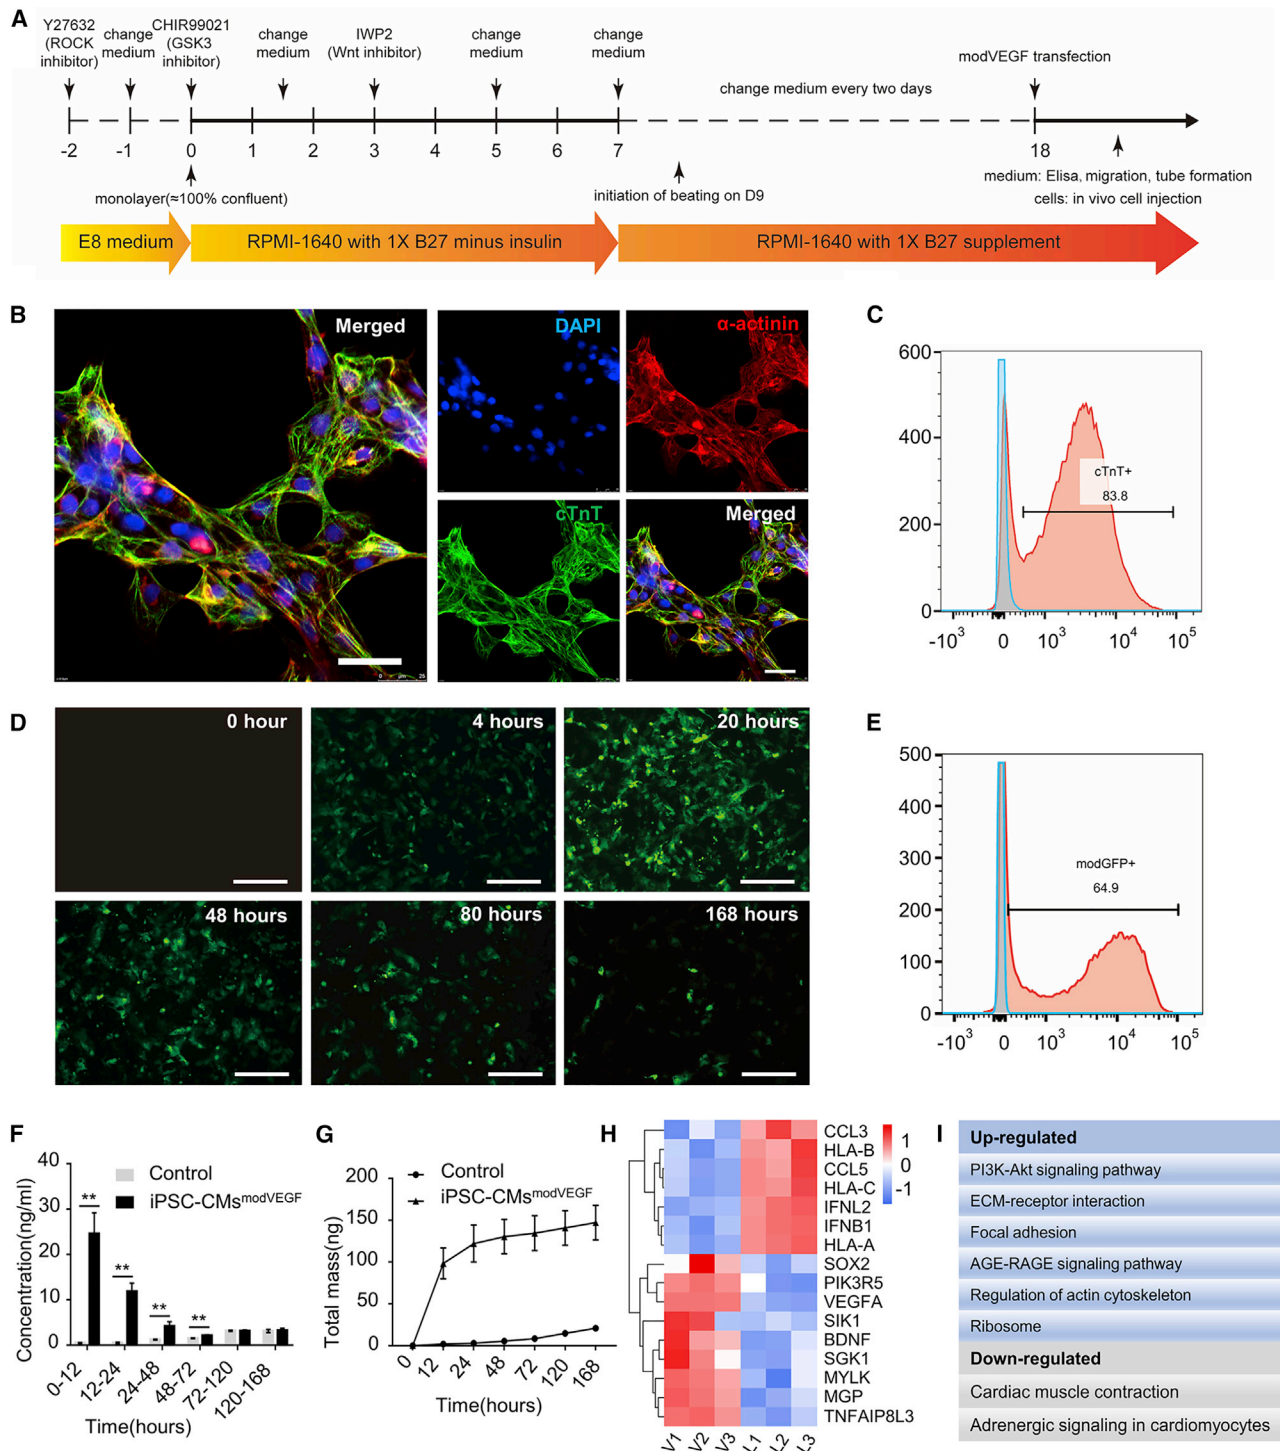 A
Y27632
(ROCK
inhibitor)
change
medium
CHIR99021
(GSK3
inhibitor)
change
medium
IWP2
(Wnt inhibitor)
change
medium
change
medium
change medium every two days
modVEGF transfection
-2 -1 0 1 2 3 4 5 6 7 18
monolayer(≈100% confluent)
initiation of beating on D9
medium: Elisa, migration, tube formation
cells: in vivo cell injection
E8 medium
RPMI-1640 with 1X B27 minus insulin
RPMI-1640 with 1X B27 supplement
B
Merged
DAPI
α-actinin
cTnT
Merged
C
600
400
200
0
cTnT+
83.8
-10³ 0 10³ 10⁴ 10⁵
D
0 hour
4 hours
20 hours
48 hours
80 hours
168 hours
E
500
400
300
200
100
0
modGFP+
64.9
-10³ 0 10³ 10⁴ 10⁵
F
Concentration(ng/ml)
40
30
20
10
0
Control
iPSC-CMsmodVEGF
**
**
**
**
0-12
12-24
24-48
48-72
72-120
120-168
Time(hours)
G
Total mass(ng)
200
150
100
50
0
Control
iPSC-CMsmodVEGF
0
12
24
48
72
120
168
Time(hours)
H
CCL3
HLA-B
CCL5
HLA-C
IFNL2
IFNB1
HLA-A
SOX2
PIK3R5
VEGFA
SIK1
BDNF
SGK1
MYLK
MGP
TNFAIP8L3
1
0
-1
V1
V2
V3
L1
L2
L3
I
Up-regulated
PI3K-Akt signaling pathway
ECM-receptor interaction
Focal adhesion
AGE-RAGE signaling pathway
Regulation of actin cytoskeleton
Ribosome
Down-regulated
Cardiac muscle contraction
Adrenergic signaling in cardiomyocytes